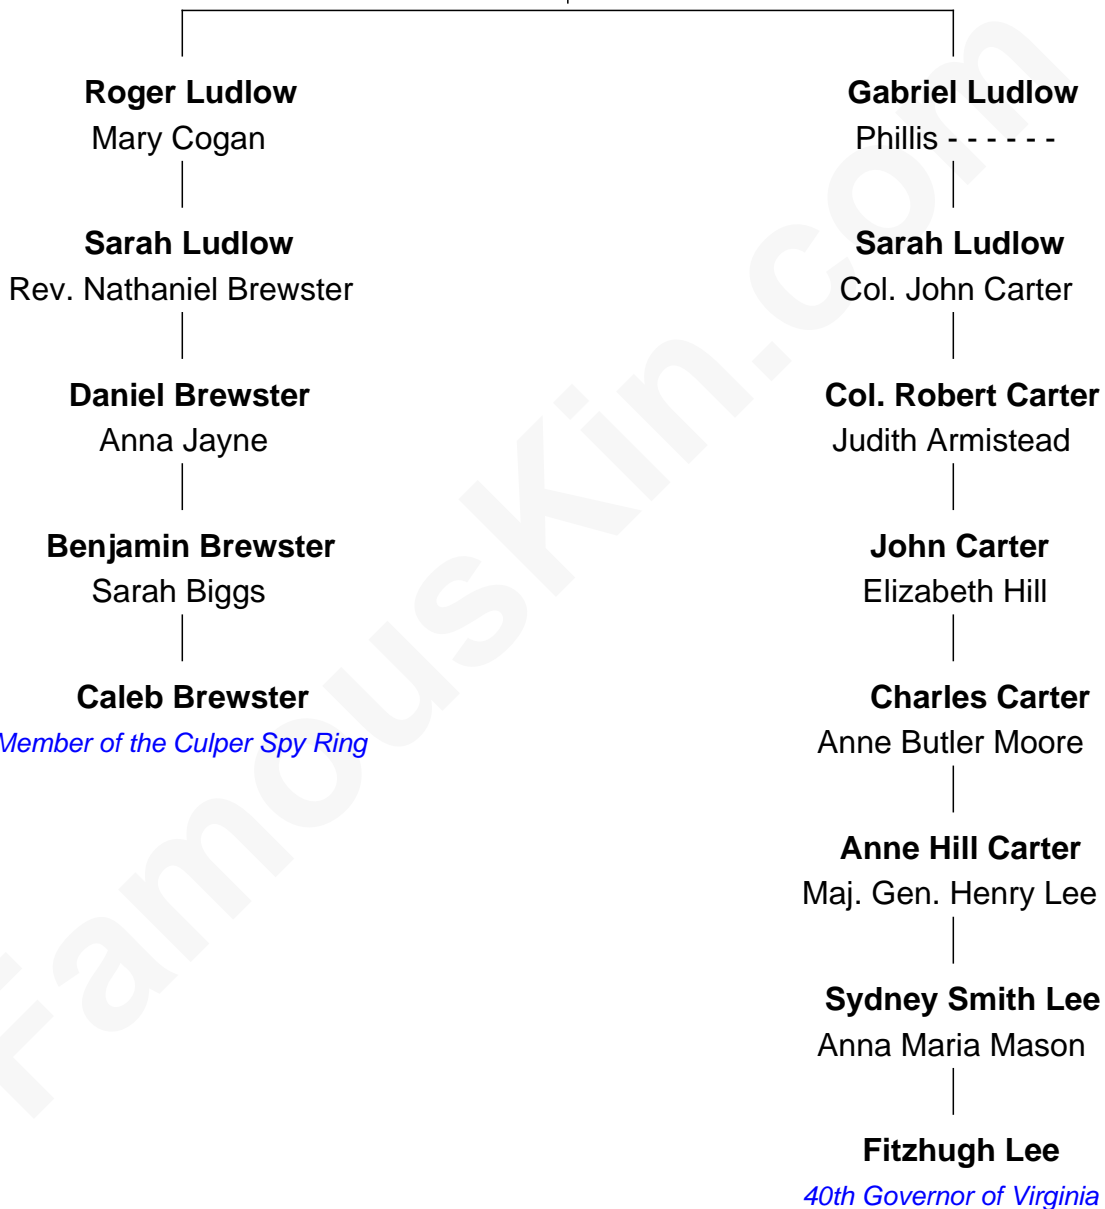 Roger Ludlow
Mary Cogan
Sarah Ludlow
Rev. Nathaniel Brewster
Daniel Brewster
Anna Jayne
Benjamin Brewster
Sarah Biggs
Caleb Brewster
Member of the Culper Spy Ring
Gabriel Ludlow
Phillis - - - - - -
Sarah Ludlow
Col. John Carter
Col. Robert Carter
Judith Armistead
John Carter
Elizabeth Hill
Charles Carter
Anne Butler Moore
Anne Hill Carter
Maj. Gen. Henry Lee
Sydney Smith Lee
Anna Maria Mason
Fitzhugh Lee
40th Governor of Virginia
FamousKin.com